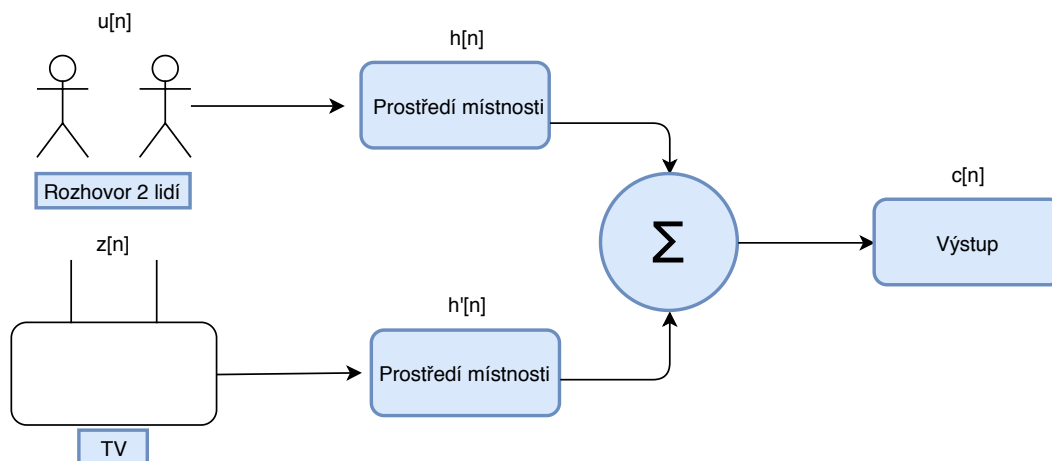 u[n]
h[n]
Prostředí místnosti
Rozhovor 2 lidí
c[n]
Σ
Výstup
z[n]
h'[n]
Prostředí místnosti
TV